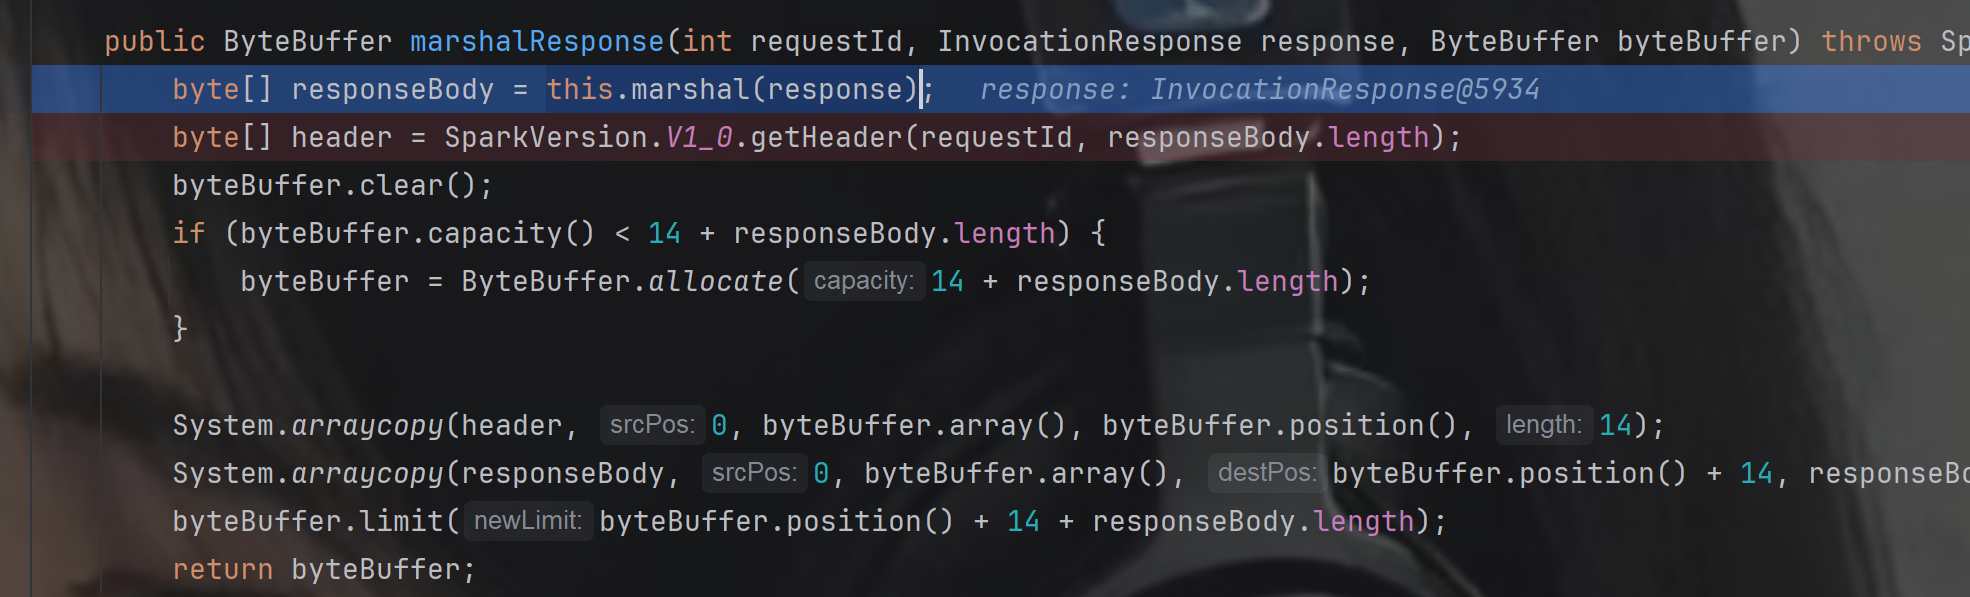 public ByteBuffer marshalResponse(int requestId, InvocationResponse response, ByteBuffer byteBuffer) throws Sp
byte[] responseBody = this.marshal(response);   response: InvocationResponse@5934
byte[] header = SparkVersion.V1_0.getHeader(requestId, responseBody.length);
byteBuffer.clear();
if (byteBuffer.capacity() < 14 + responseBody.length) {
byteBuffer = ByteBuffer.allocate( capacity: 14 + responseBody.length);
}
System.arraycopy(header, srcPos: 0, byteBuffer.array(), byteBuffer.position(), length: 14);
System.arraycopy(responseBody, srcPos: 0, byteBuffer.array(), destPos: byteBuffer.position() + 14, responseBo
byteBuffer.limit( newLimit: byteBuffer.position() + 14 + responseBody.length);
return byteBuffer;